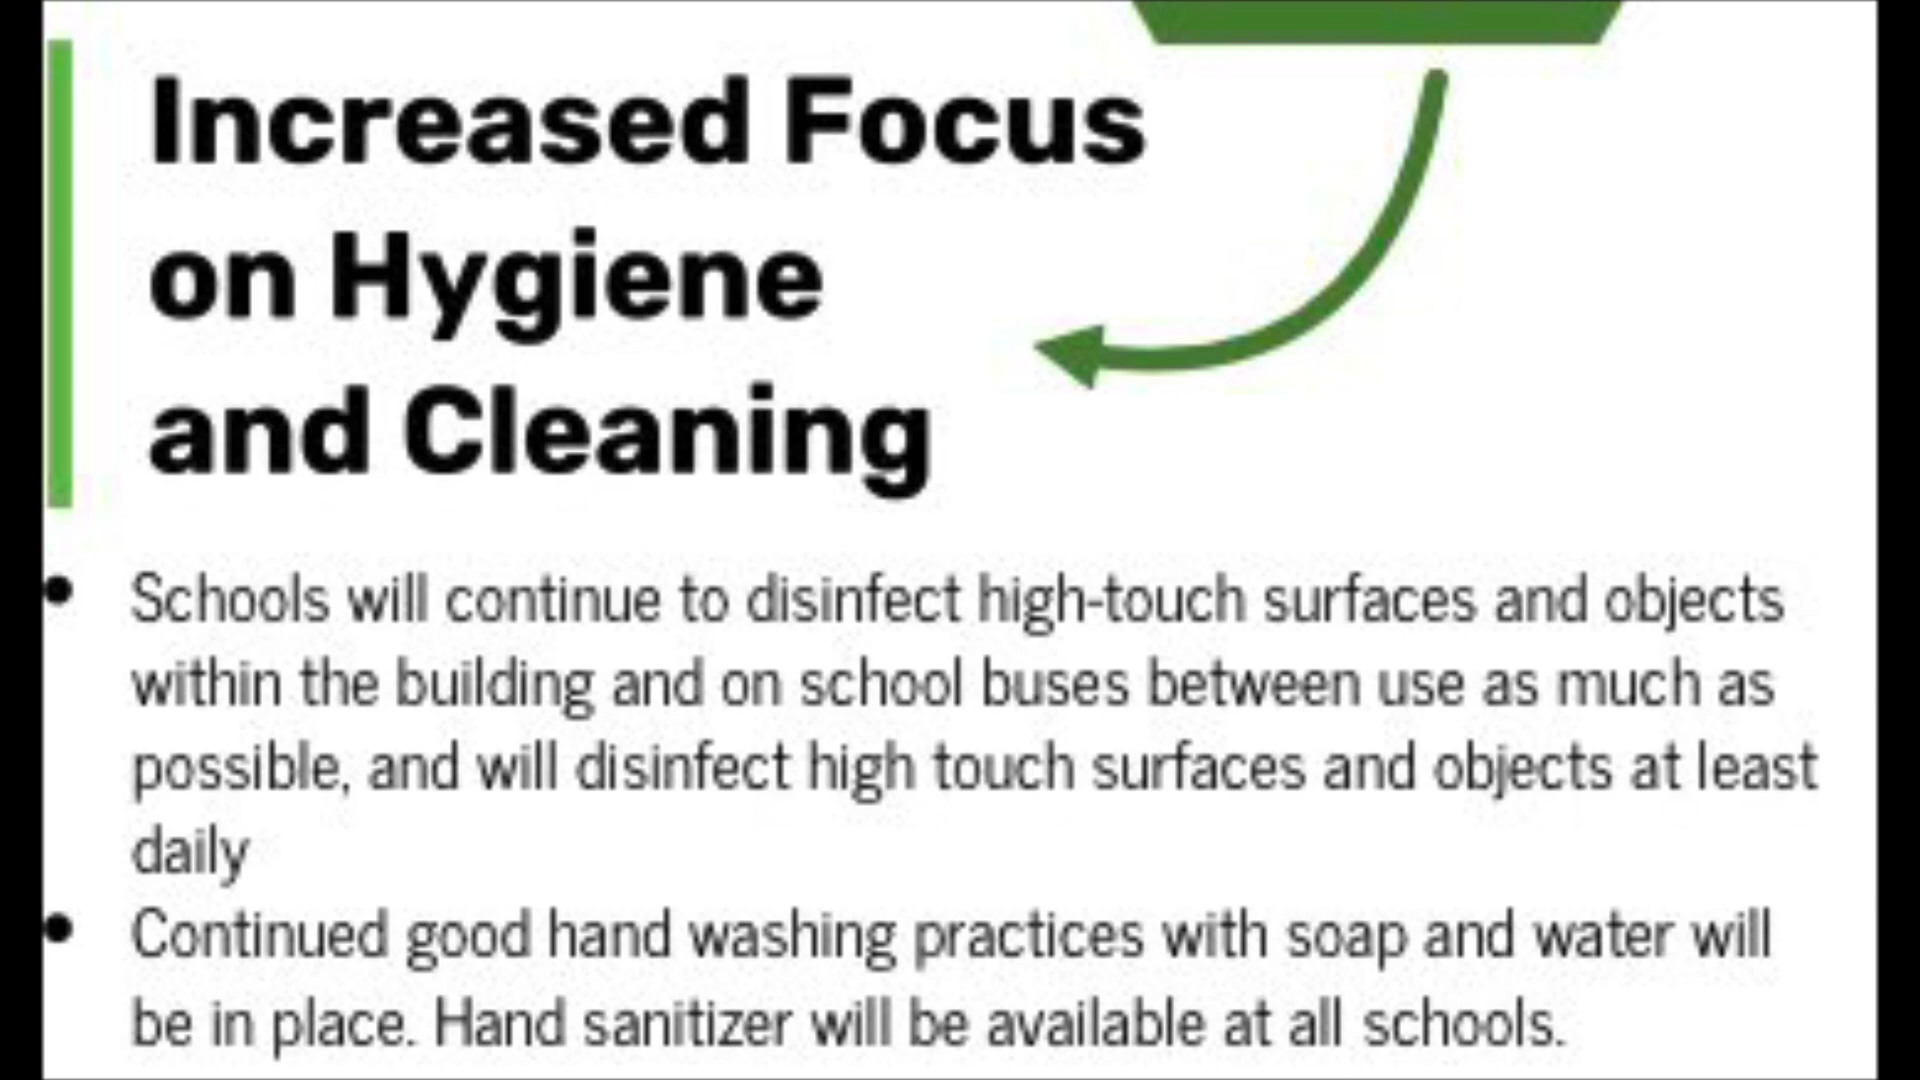 Increased Focus
on Hygiene
and Cleaning
• Schools will continue to disinfect high-touch surfaces and objects
within the building and on school buses between use as much as
possible, and will disinfect high touch surfaces and objects at least
daily
• Continued good hand washing practices with soap and water will
be in place. Hand sanitizer will be available at all schools.